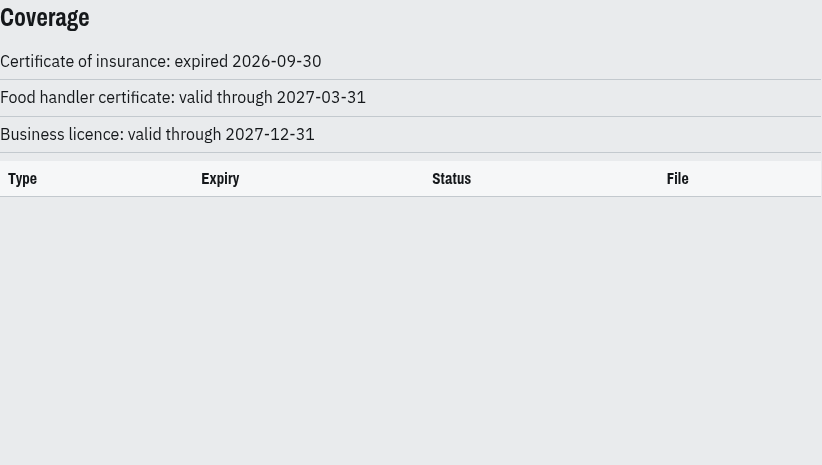 Coverage
Certificate of insurance: expired 2026-09-30
Food handler certificate: valid through 2027-03-31
Business licence: valid through 2027-12-31
Type Expiry Status File